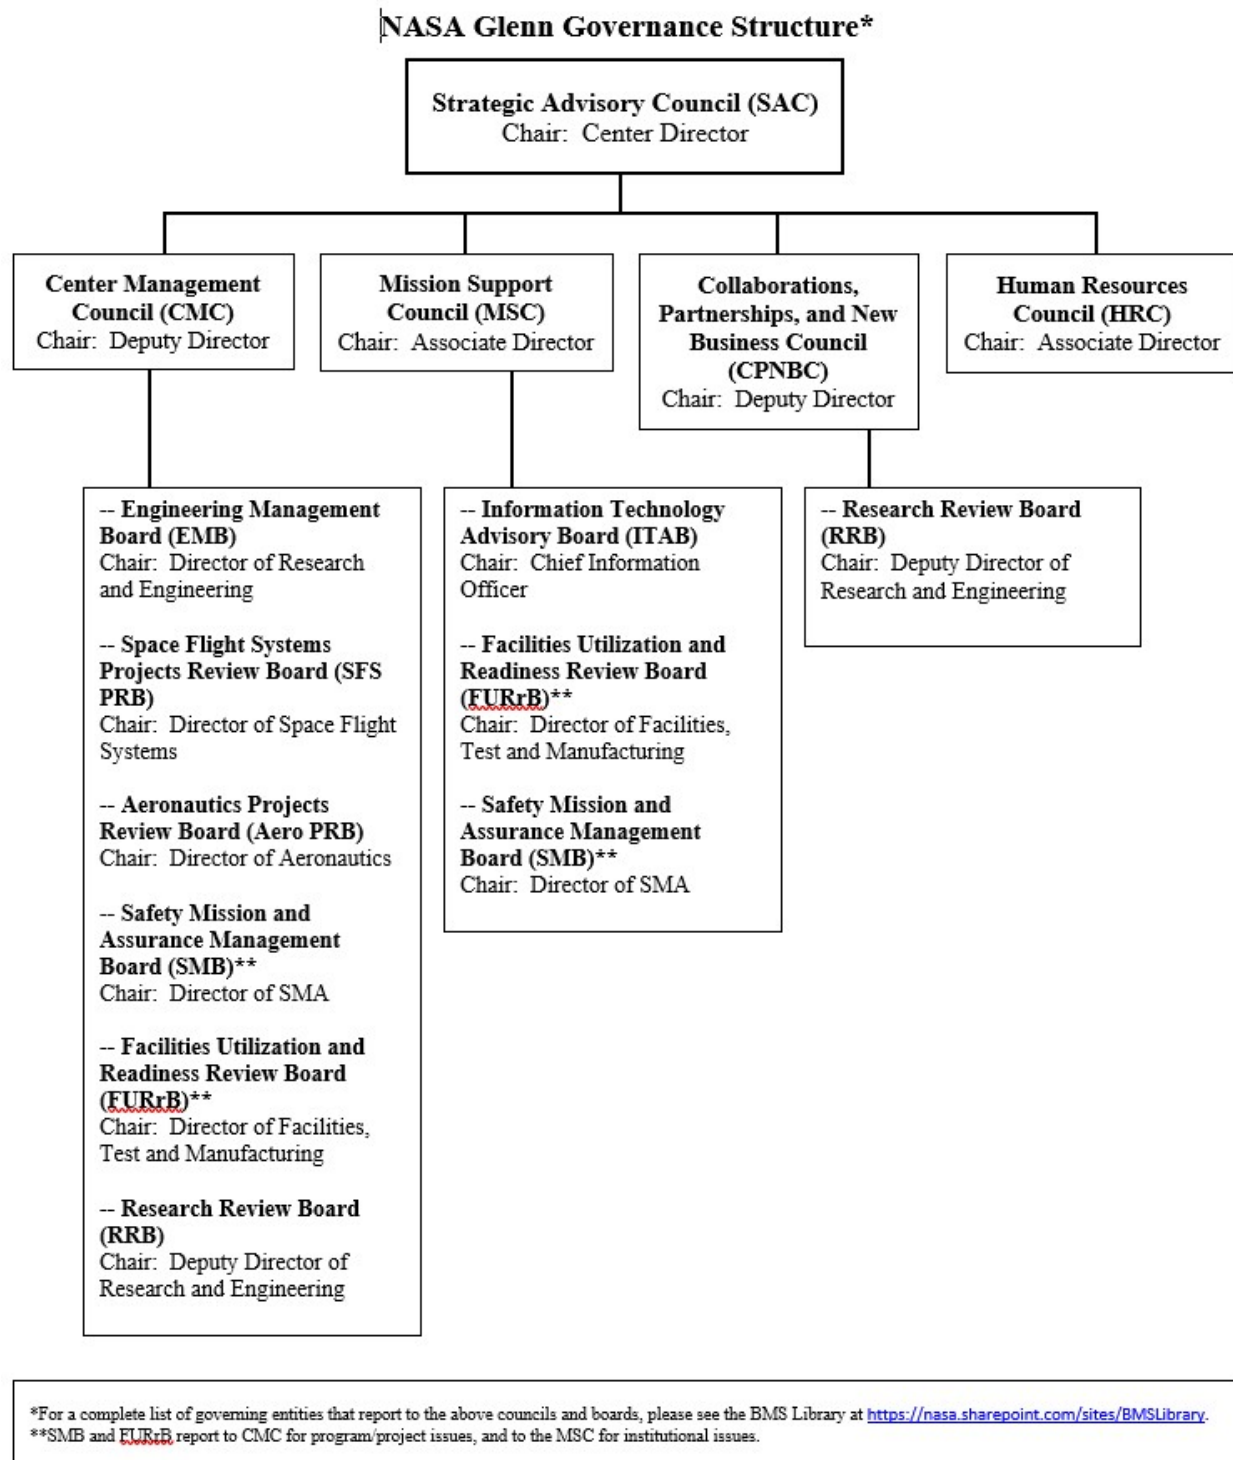 NASA Glenn Governance Structure*
Strategic Advisory Council (SAC)
Chair: Center Director
Center Management
Council (CMC)
Chair: Deputy Director
Mission Support
Council (MSC)
Chair: Associate Director
Collaborations,
Partnerships, and New
Business Council
(CPNBC)
Chair: Deputy Director
Human Resources
Council (HRC)
Chair: Associate Director
-- Engineering Management
Board (EMB)
Chair: Director of Research
and Engineering
-- Space Flight Systems
Projects Review Board (SFS
PRB)
Chair: Director of Space Flight
Systems
-- Aeronautics Projects
Review Board (Aero PRB)
Chair: Director of Aeronautics
-- Safety Mission and
Assurance Management
Board (SMB)**
Chair: Director of SMA
-- Facilities Utilization and
Readiness Review Board
(FURrB)**
Chair: Director of Facilities,
Test and Manufacturing
-- Research Review Board
(RRB)
Chair: Deputy Director of
Research and Engineering
-- Information Technology
Advisory Board (ITAB)
Chair: Chief Information
Officer
-- Facilities Utilization and
Readiness Review Board
(FURrB)**
Chair: Director of Facilities,
Test and Manufacturing
-- Safety Mission and
Assurance Management
Board (SMB)**
Chair: Director of SMA
-- Research Review Board
(RRB)
Chair: Deputy Director of
Research and Engineering
*For a complete list of governing entities that report to the above councils and boards, please see the BMS Library at https://nasa.sharepoint.com/sites/BMSLibrary.
**SMB and FURrB report to CMC for program/project issues, and to the MSC for institutional issues.